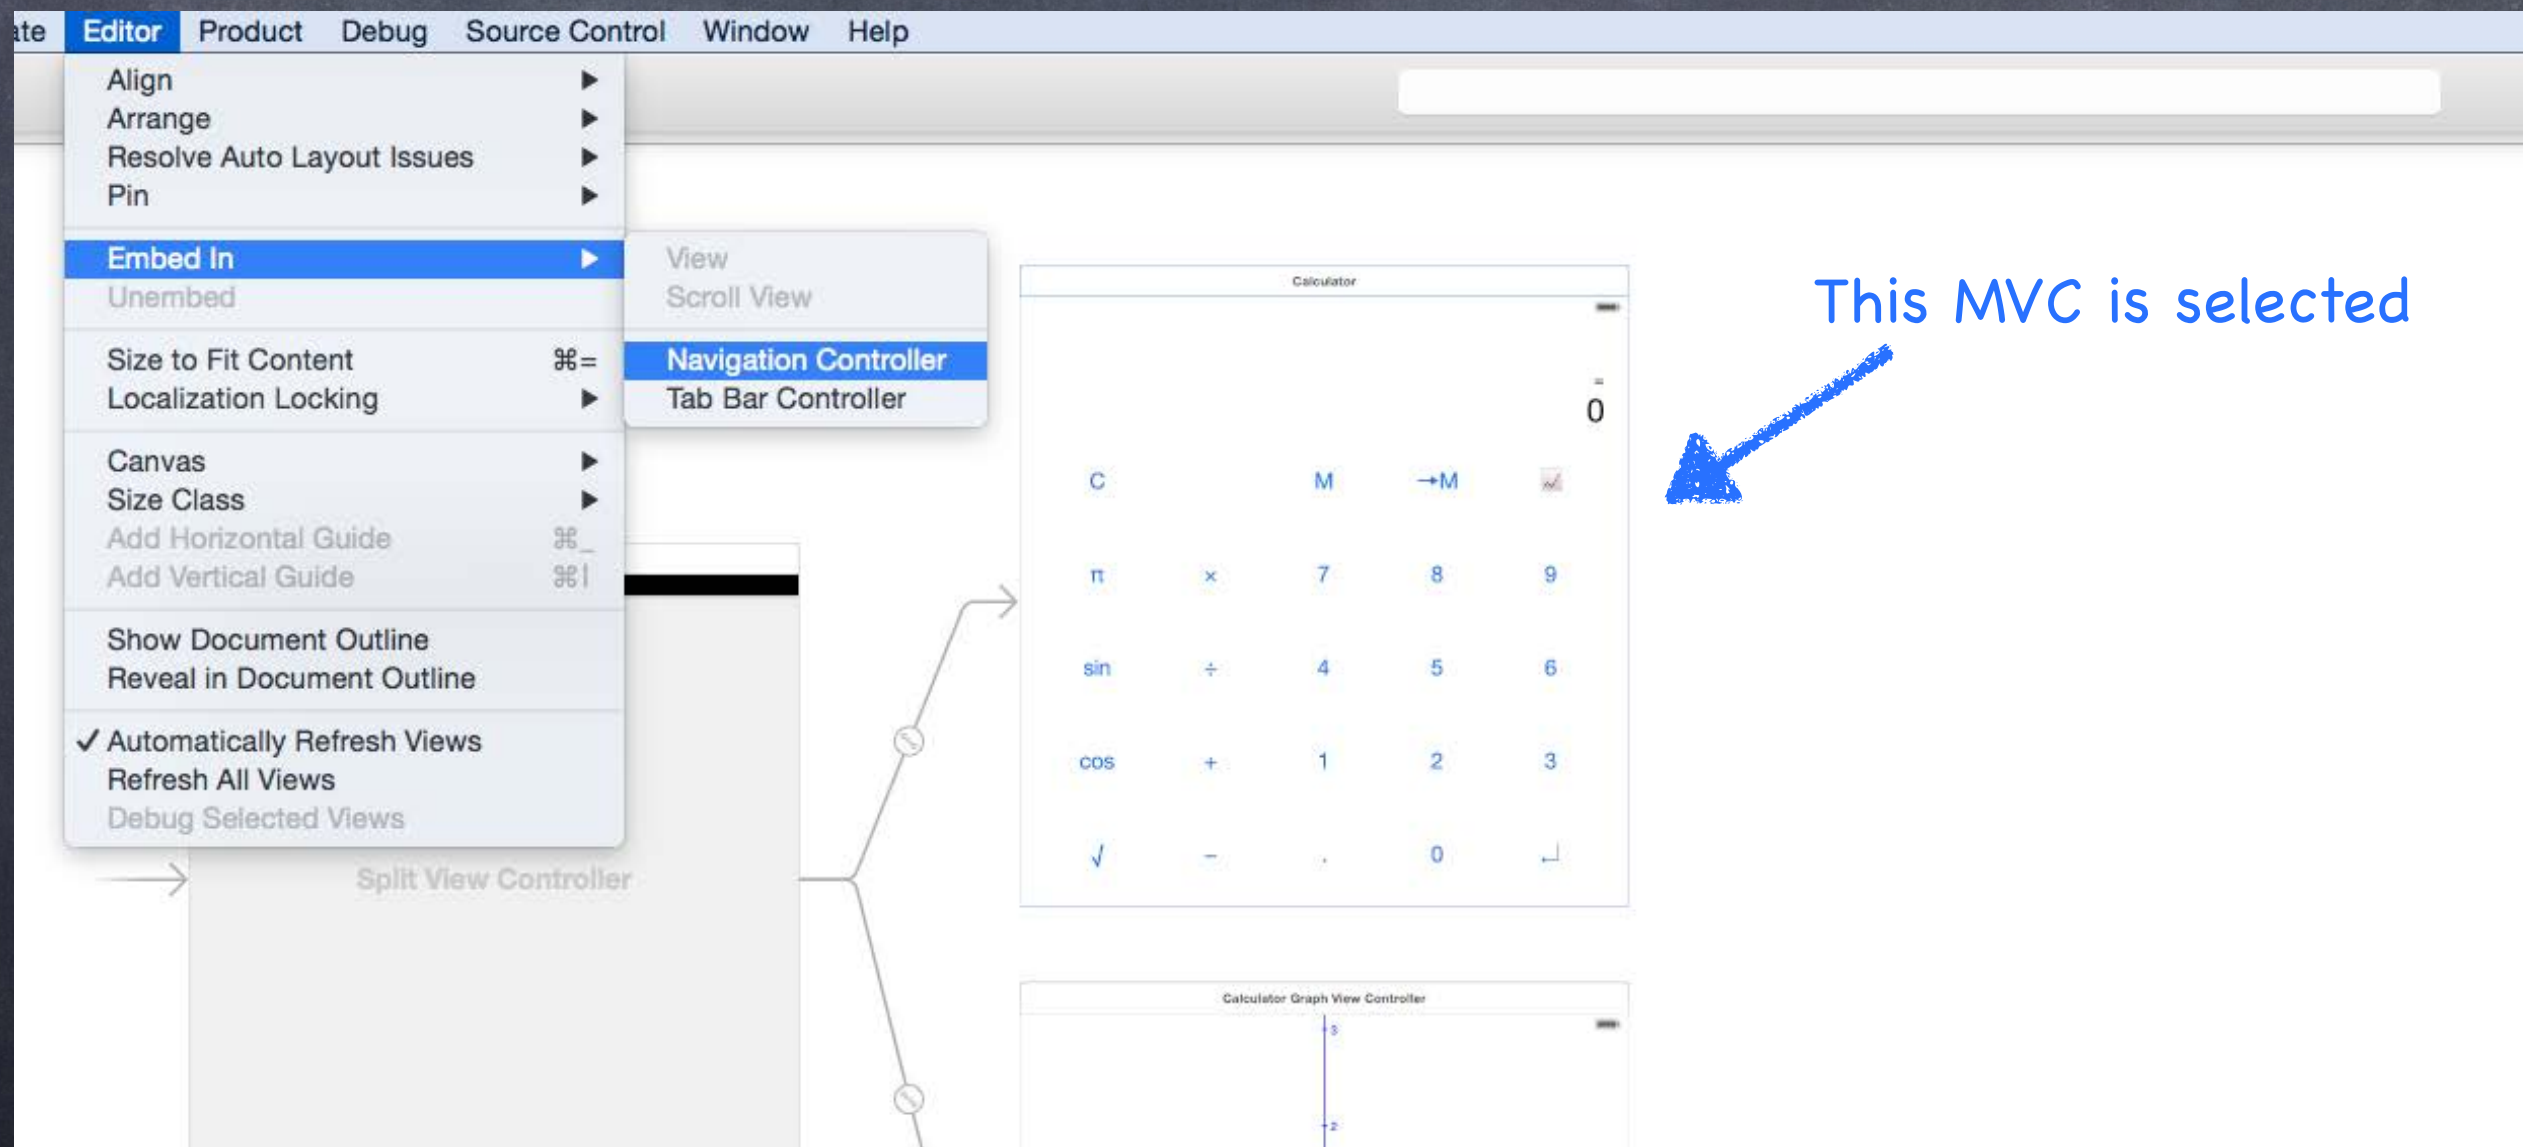 ate Editor Product Debug Source Control Window Help
Align
Arrange
Resolve Auto Layout Issues
Pin
Embed In
Unembed
Size to Fit Content ⌘=
Localization Locking
Canvas
Size Class
Add Horizontal Guide ⌘_
Add Vertical Guide ⌘|
Show Document Outline
Reveal in Document Outline
✓ Automatically Refresh Views
Refresh All Views
Debug Selected Views
View
Scroll View
Navigation Controller
Tab Bar Controller
Split View Controller
Calculator
=
0
C M →M
π × 7 8 9
sin ÷ 4 5 6
cos + 1 2 3
√ − . 0 ↵
This MVC is selected
Calculator Graph View Controller
3
2